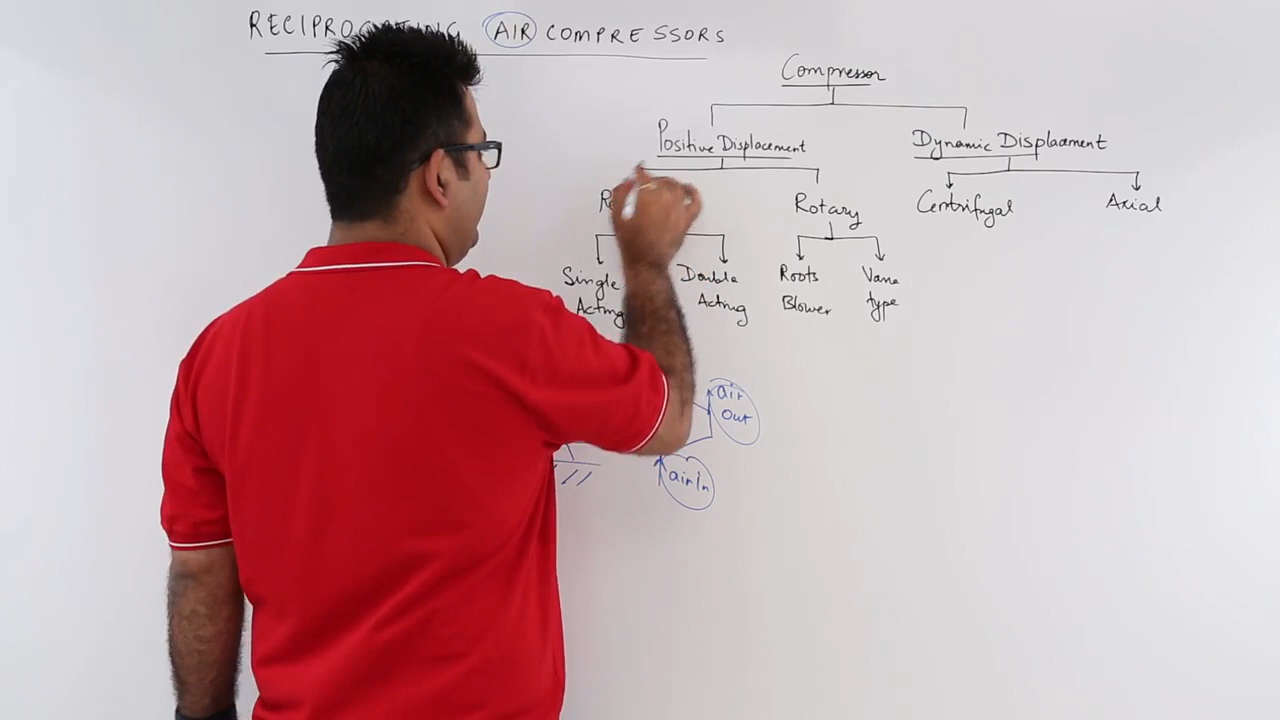 AIR COMPRESSORS
Compressor
Positive Displacement
Dynamic Displacement
Rotary
Centrifugal
Axial
Single
Acting
Double
Acting
Roots
Blower
Vane
type
air
out
air In